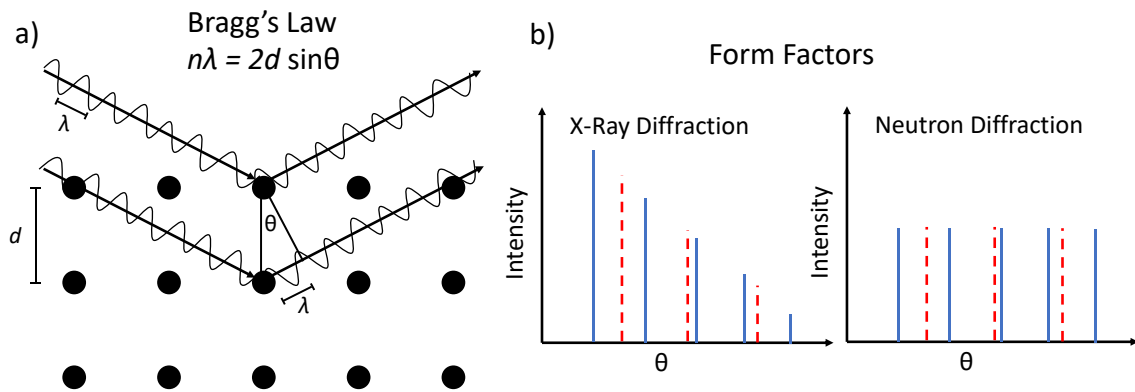 a)
Bragg's Law
nλ = 2d sinθ
λ
d
θ
λ
b)
Form Factors
X-Ray Diffraction
Intensity
θ
Neutron Diffraction
Intensity
θ